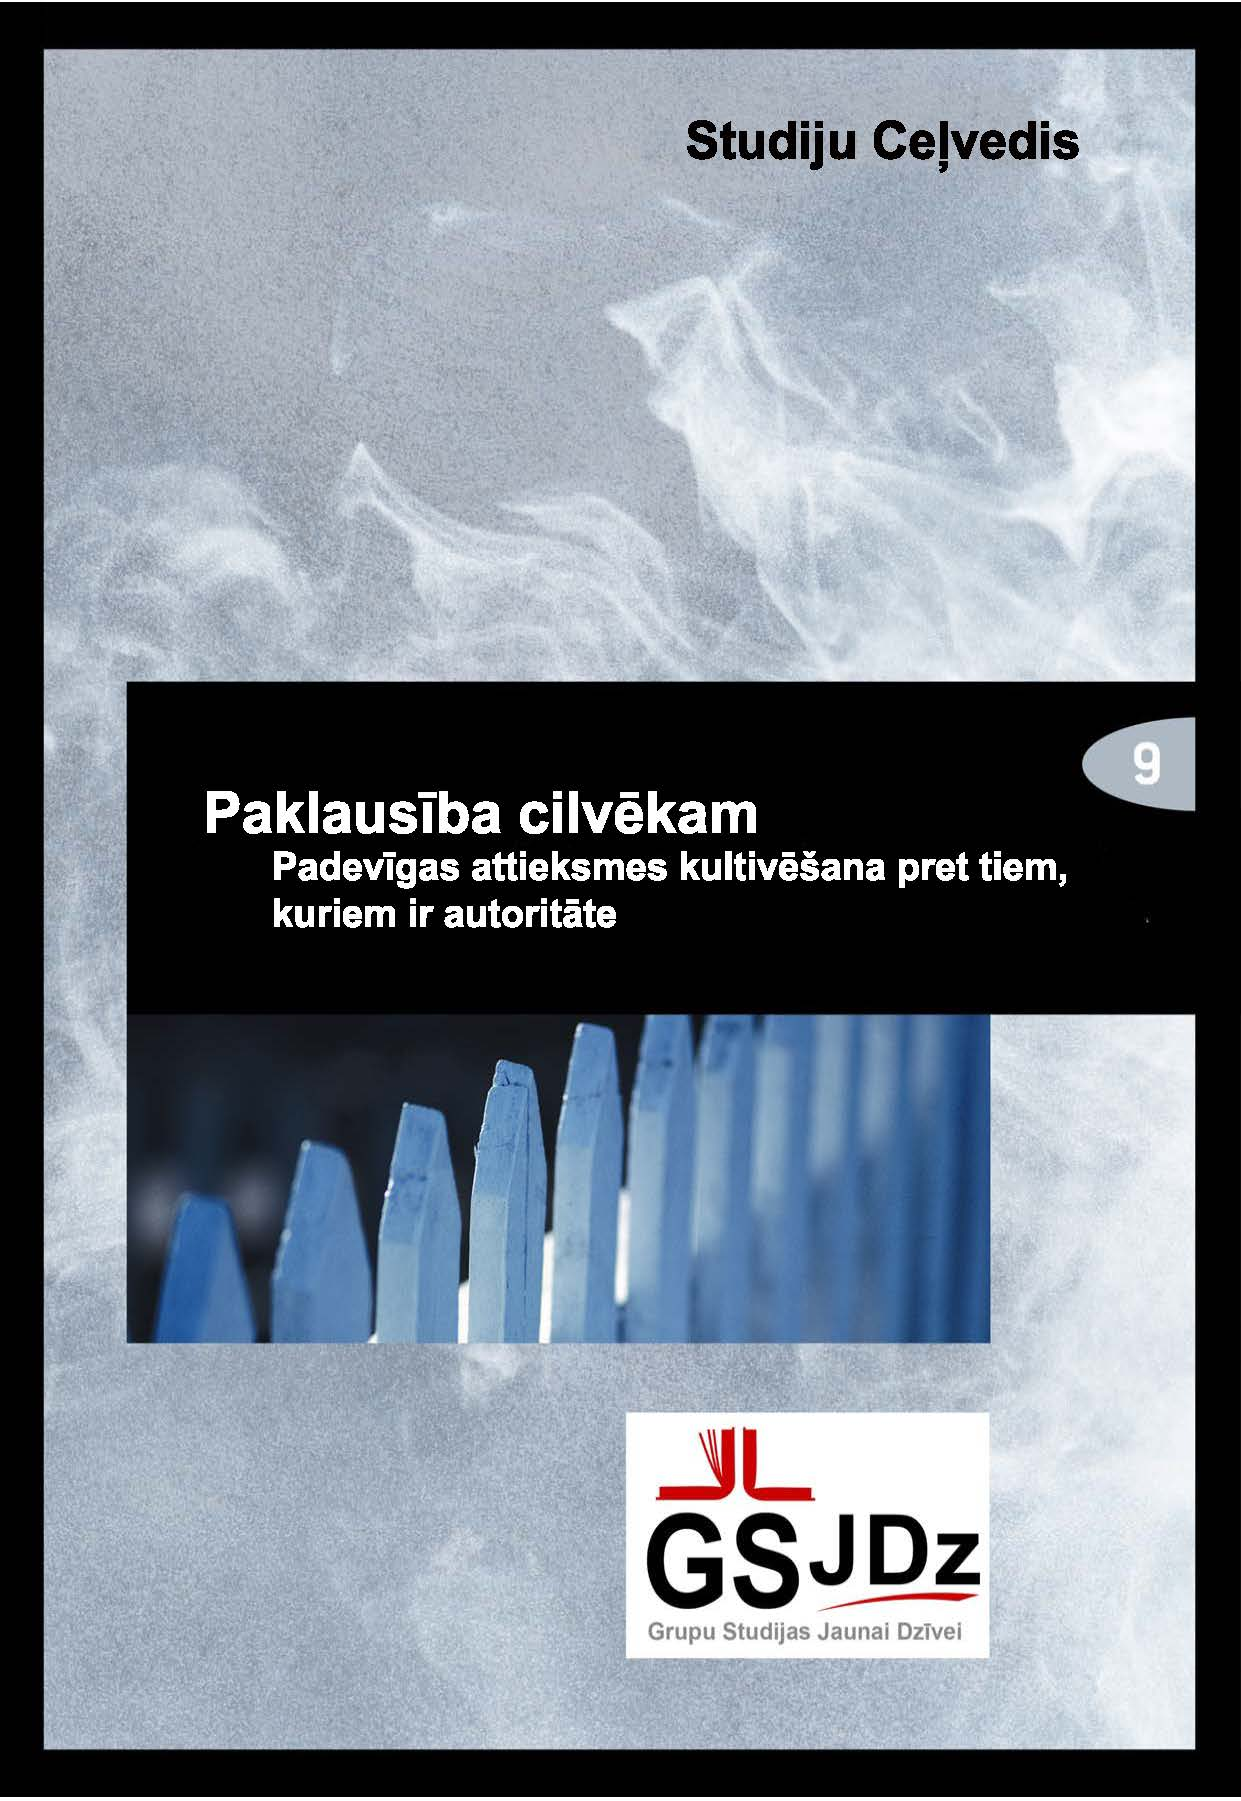 Studiju Ceļvedis
9
Paklausība cilvēkam
Padevīgas attieksmes kultivēšana pret tiem,
kuriem ir autoritāte
GSJDz
Grupu Studijas Jaunai Dzīvei